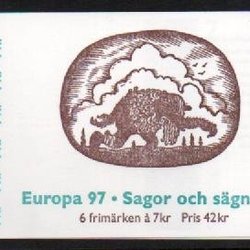 Europa 97 • Sagor och sägn
6 frimärken à 7kr Pris 42kr